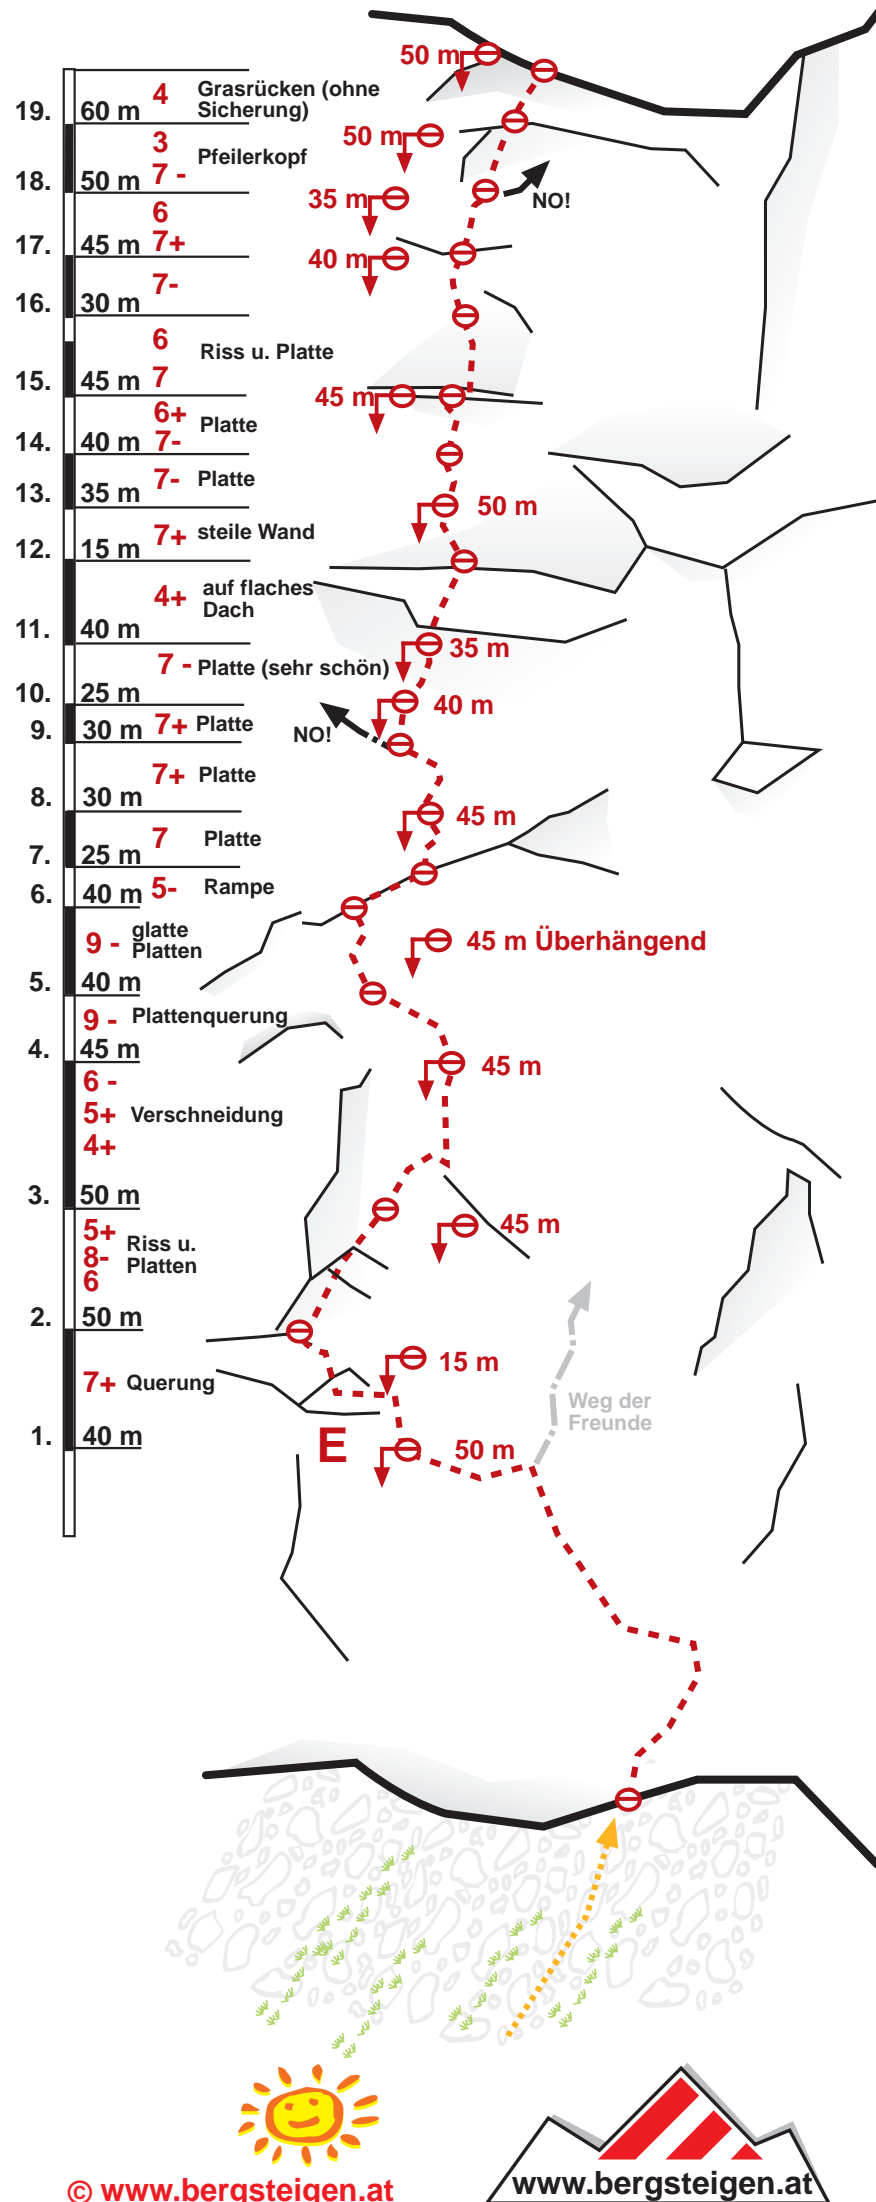 50 m
19. 60 m 4 Grasrücken (ohne
Sicherung)
50 m
18. 50 m 3
7 - Pfeilerkopf
35 m
NO!
17. 45 m 6
7+
40 m
16. 30 m 7-
15. 45 m 6
7 Riss u. Platte
45 m
14. 40 m 6+
7- Platte
13. 35 m 7- Platte
50 m
12. 15 m 7+ steile Wand
11. 40 m 4+ auf flaches
Dach
35 m
10. 25 m 7 - Platte (sehr schön)
40 m
9. 30 m 7+ Platte
NO!
8. 30 m 7+ Platte
45 m
7. 25 m 7 Platte
6. 40 m 5- Rampe
5. 40 m 9 - glatte
Platten
45 m Überhängend
4. 45 m 9 - Plattenquerung
45 m
3. 50 m 6 -
5+ Verschneidung
4+
45 m
2. 50 m 5+
8-
6
Riss u.
Platten
15 m
1. 40 m 7+ Querung
Weg der
Freunde
E
50 m
© www.bergsteigen.at
www.bergsteigen.at